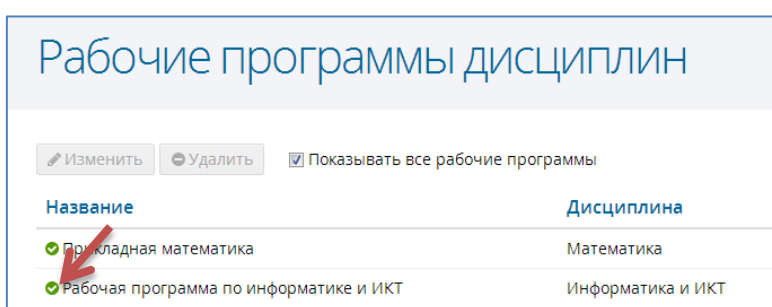 Рабочие программы дисциплин
Изменить Удалить Показывать все рабочие программы
Название Дисциплина
Прикладная математика Математика
Рабочая программа по информатике и ИКТ Информатика и ИКТ